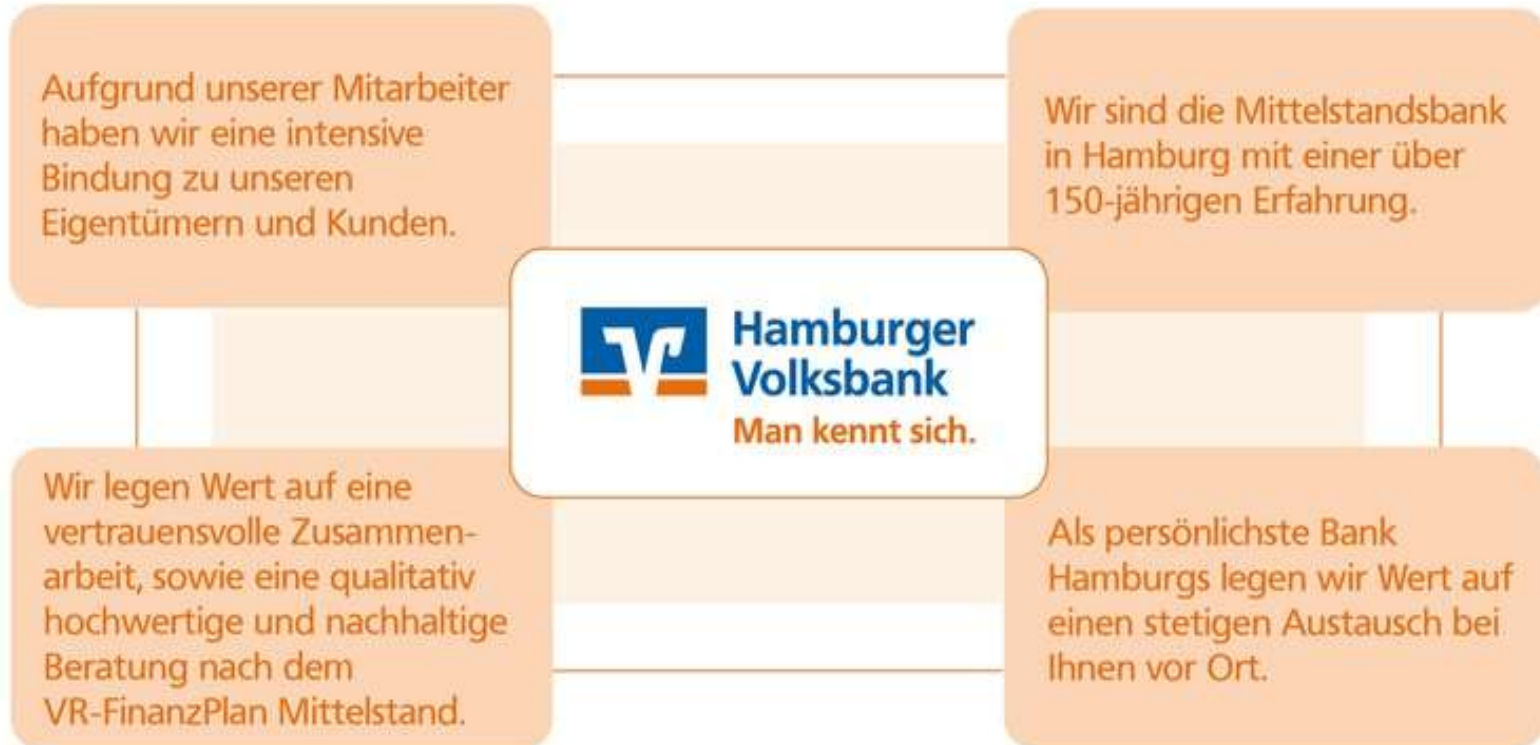 Aufgrund unserer Mitarbeiter
haben wir eine intensive
Bindung zu unseren
Eigentümern und Kunden.
Wir sind die Mittelstandsbank
in Hamburg mit einer über
150-jährigen Erfahrung.
Hamburger
Volksbank
Man kennt sich.
Wir legen Wert auf eine
vertrauensvolle Zusammen-
arbeit, sowie eine qualitativ
hochwertige und nachhaltige
Beratung nach dem
VR-FinanzPlan Mittelstand.
Als persönlichste Bank
Hamburgs legen wir Wert auf
einen stetigen Austausch bei
Ihnen vor Ort.